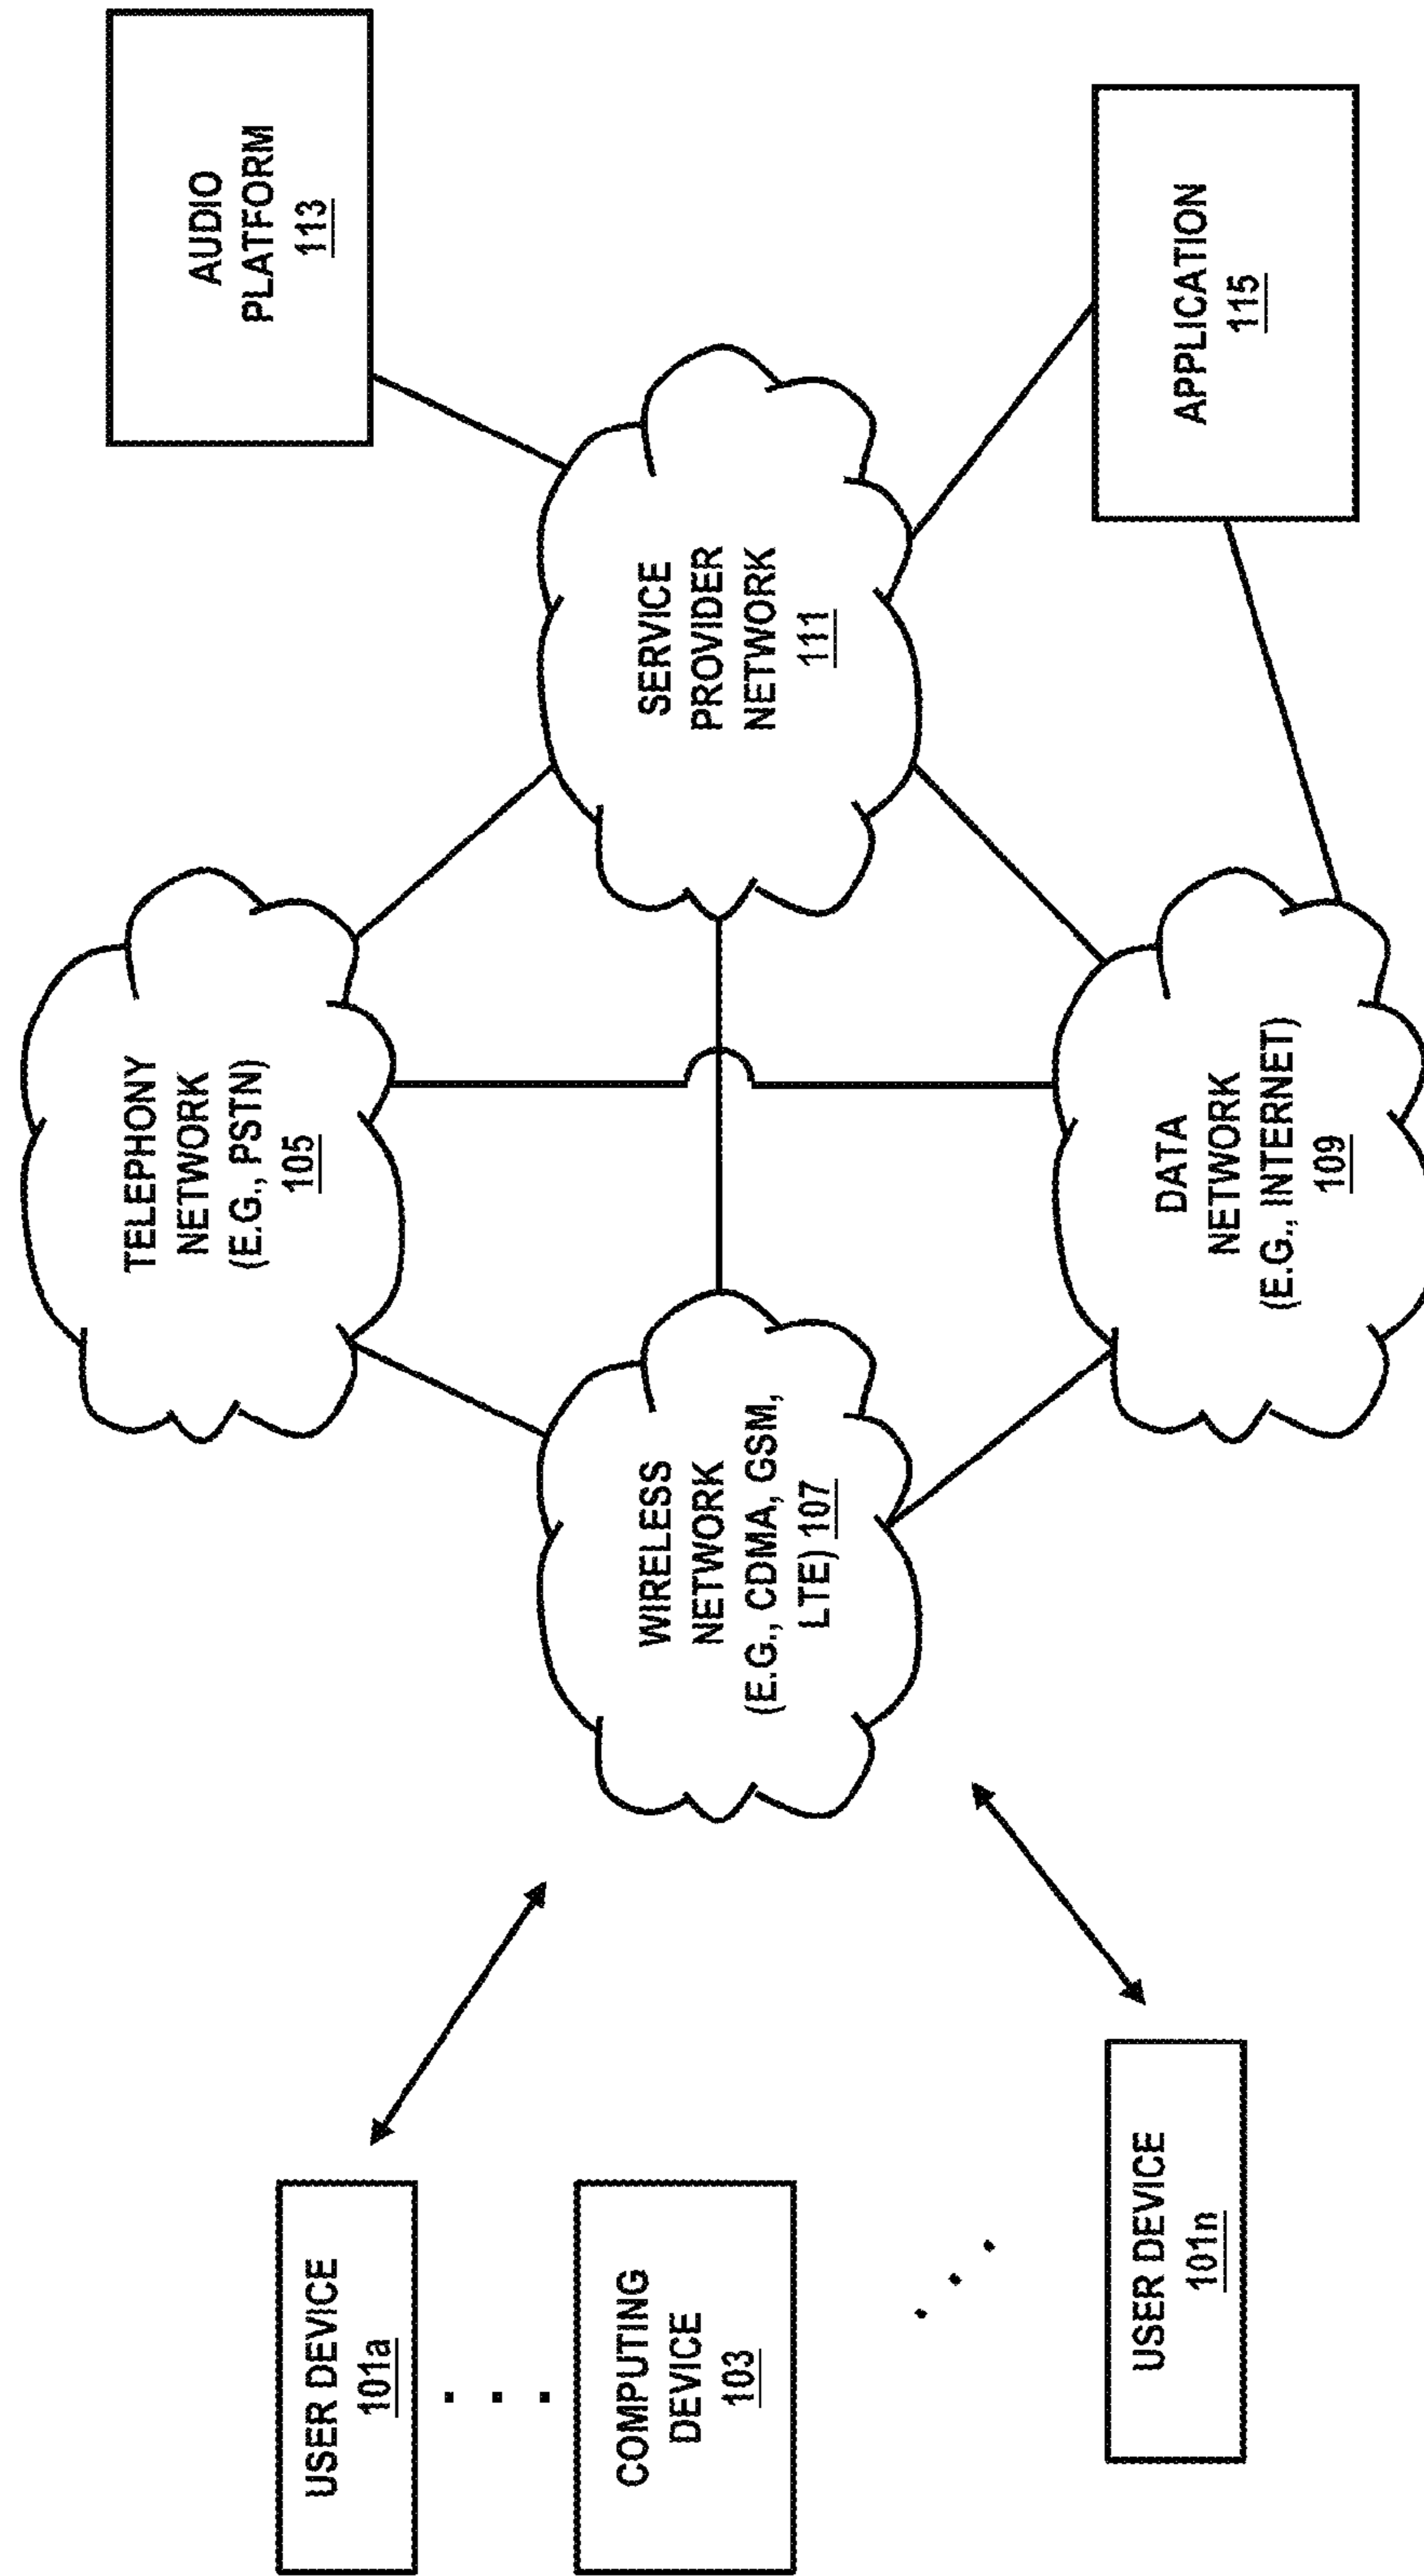 TELEPHONY
NETWORK
(E.G., PSTN)
105
AUDIO
PLATFORM
113
USER DEVICE
101a
COMPUTING
DEVICE
103
WIRELESS
NETWORK
(E.G., CDMA, GSM,
LTE) 107
SERVICE
PROVIDER
NETWORK
111
USER DEVICE
101n
DATA
NETWORK
(E.G., INTERNET)
109
APPLICATION
115